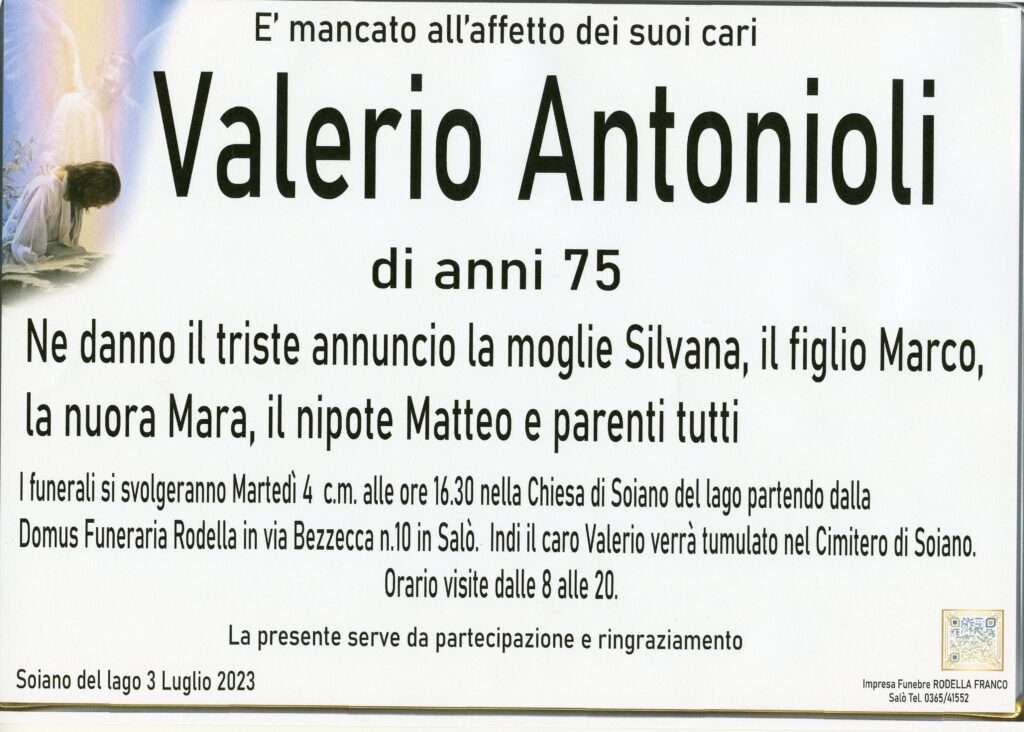 E' mancato all'affetto dei suoi cari
Valerio Antonioli
di anni 75
Ne danno il triste annuncio la moglie Silvana, il figlio Marco,
la nuora Mara, il nipote Matteo e parenti tutti
I funerali si svolgeranno Martedì 4 c.m. alle ore 16.30 nella Chiesa di Soiano del lago partendo dalla
Domus Funeraria Rodella in via Bezzecca n.10 in Salò. Indi il caro Valerio verrà tumulato nel Cimitero di Soiano.
Orario visite dalle 8 alle 20.
La presente serve da partecipazione e ringraziamento
Soiano del lago 3 Luglio 2023
Impresa Funebre RODELLA FRANCO
Salò Tel. 0365/41552